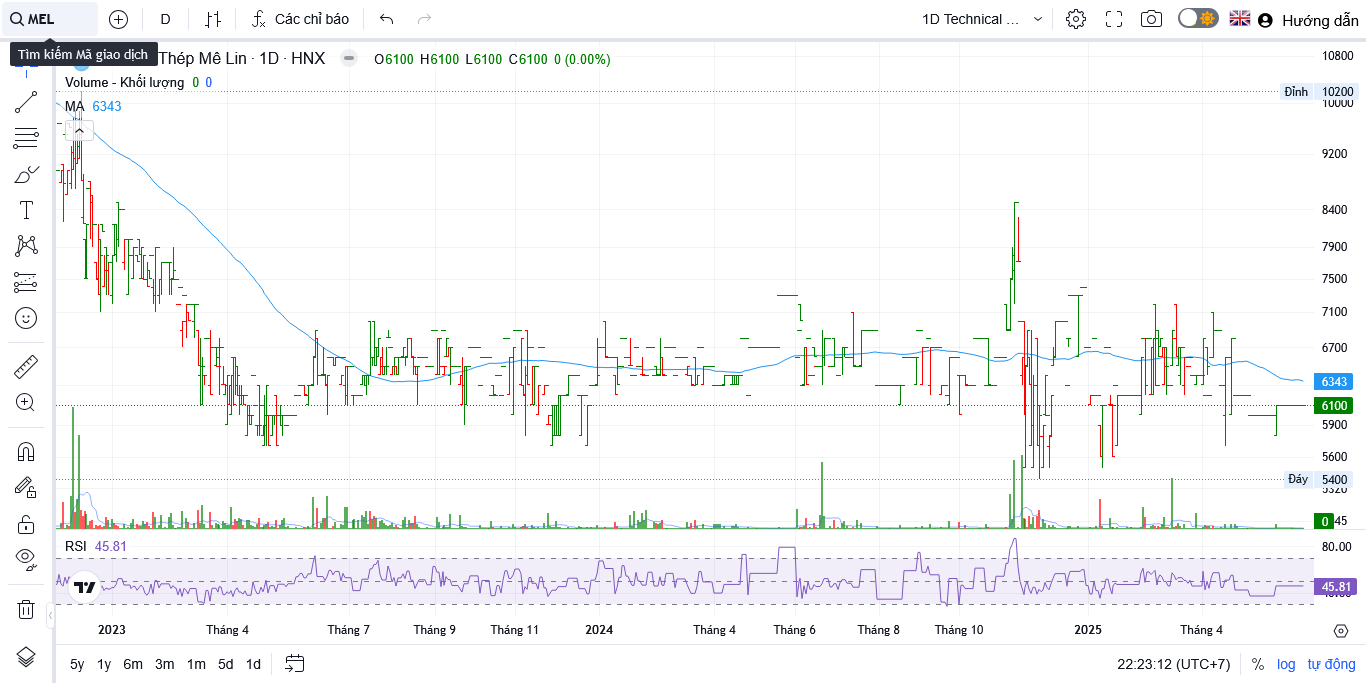 MEL
D
Các chỉ báo
1D Technical ...
Hướng dẫn
Tìm kiếm Mã giao dịch
Thép Mê Lin · 1D · HNX
O6100 H6100 L6100 C6100 0 (0.00%)
Volume - Khối lượng 0 0
MA 6343
10800
Đỉnh 10200
10000
9200
8400
7900
7500
7100
6700
6343
6100
5900
5600
Đáy 5400
5320
0
45
RSI 45.81
80.00
45.81
2023 Tháng 4 Tháng 7 Tháng 9 Tháng 11 2024 Tháng 4 Tháng 6 Tháng 8 Tháng 10 2025 Tháng 4
5y 1y 6m 3m 1m 5d 1d
22:23:12 (UTC+7) % log tự động